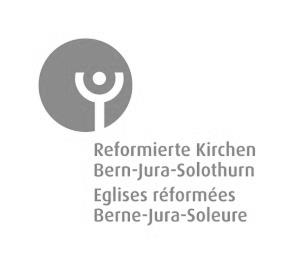 Reformierte Kirchen
Bern-Jura-Solothurn
Eglises réformées
Berne-Jura-Soleure